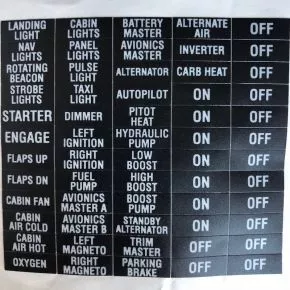 LANDING LIGHT CABIN LIGHTS BATTERY MASTER ALTERNATE AIR OFF
NAV LIGHTS PANEL LIGHTS AVIONICS MASTER INVERTER OFF
ROTATING BEACON PULSE LIGHT ALTERNATOR CARB HEAT OFF
STROBE LIGHTS TAXI LIGHT AUTOPILOT ON OFF
STARTER DIMMER PITOT HEAT ON OFF
ENGAGE LEFT IGNITION HYDRAULIC PUMP ON OFF
FLAPS UP RIGHT IGNITION LOW BOOST ON OFF
FLAPS DN FUEL PUMP HIGH BOOST ON OFF
CABIN FAN AVIONICS MASTER A BOOST PUMP ON OFF
CABIN AIR COLD AVIONICS MASTER B STANDBY ALTERNATOR ON OFF
CABIN AIR HOT LEFT MAGNETO TRIM MASTER OFF OFF
OXYGEN RIGHT MAGNETO PARKING BRAKE OFF OFF